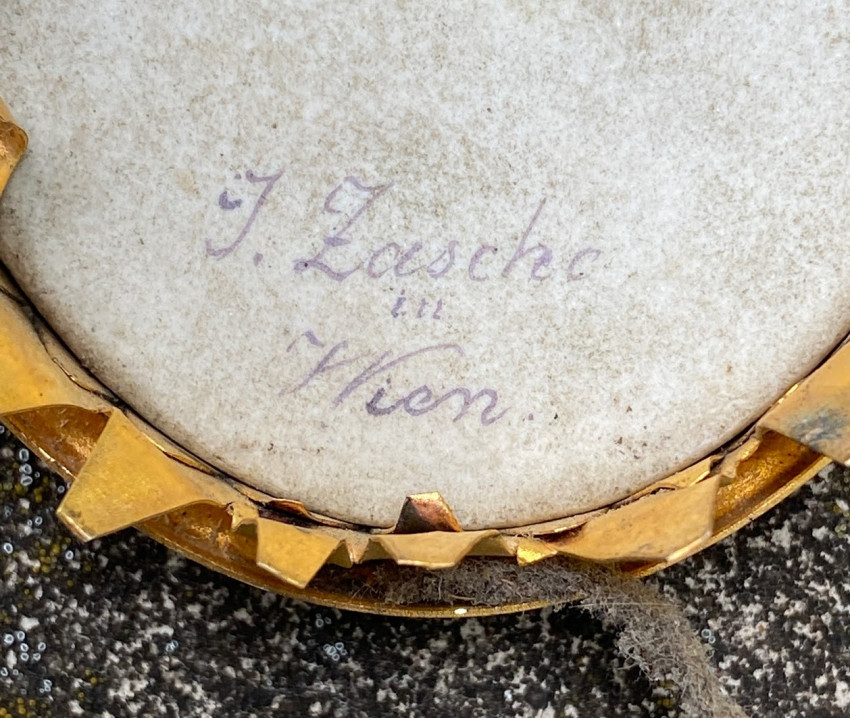 J. Zasche
in
Wien.